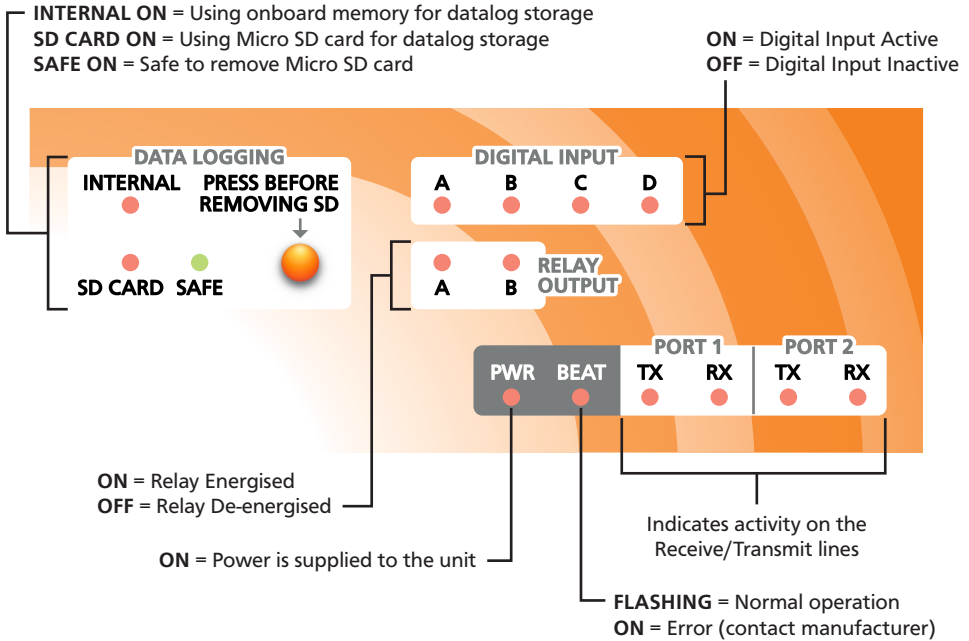 INTERNAL ON = Using onboard memory for datalog storage
SD CARD ON = Using Micro SD card for datalog storage
SAFE ON = Safe to remove Micro SD card
ON = Digital Input Active
OFF = Digital Input Inactive
DATA LOGGING
INTERNAL
PRESS BEFORE
REMOVING SD
SD CARD SAFE
DIGITAL INPUT
A B C D
RELAY
OUTPUT
A B
PWR BEAT
PORT 1
TX RX
PORT 2
TX RX
ON = Relay Energised
OFF = Relay De-energised
ON = Power is supplied to the unit
Indicates activity on the
Receive/Transmit lines
FLASHING = Normal operation
ON = Error (contact manufacturer)